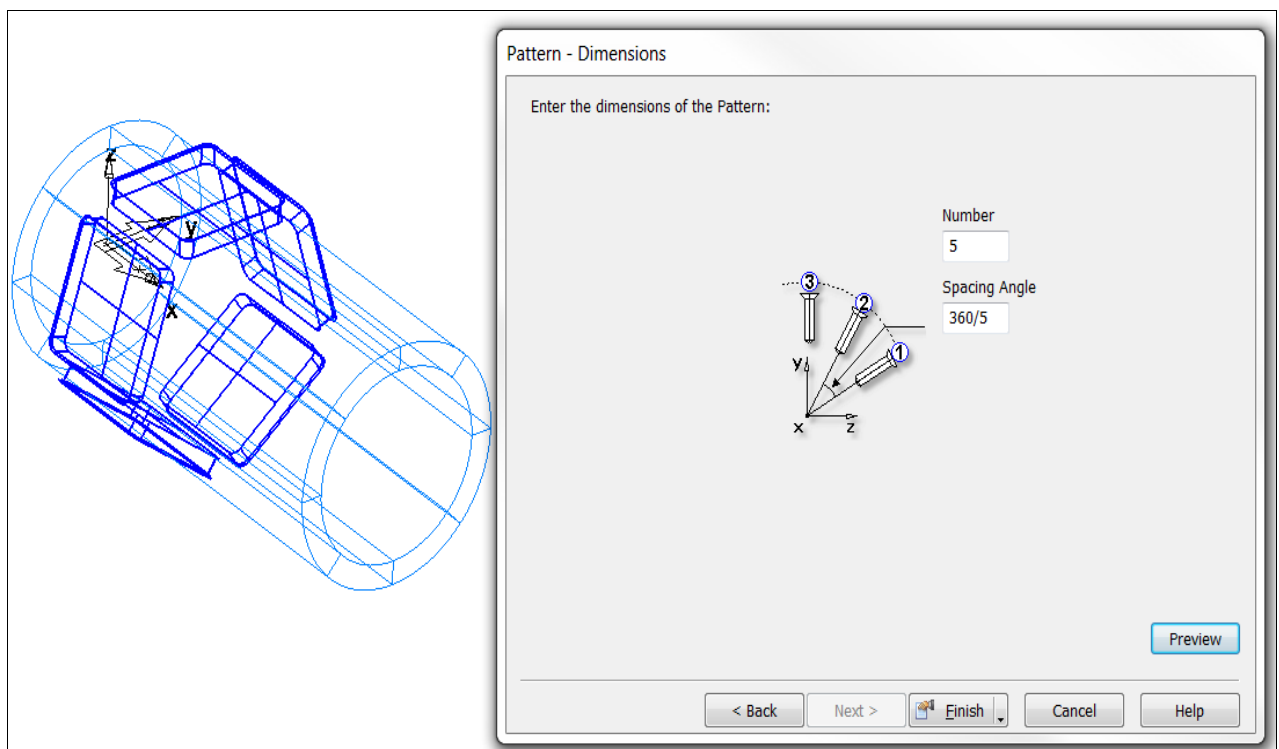 Pattern - Dimensions
Enter the dimensions of the Pattern:
z
y
x
Number
5
Spacing Angle
360/5
3
2
1
y
x
z
Preview
< Back
Next >
Finish
Cancel
Help